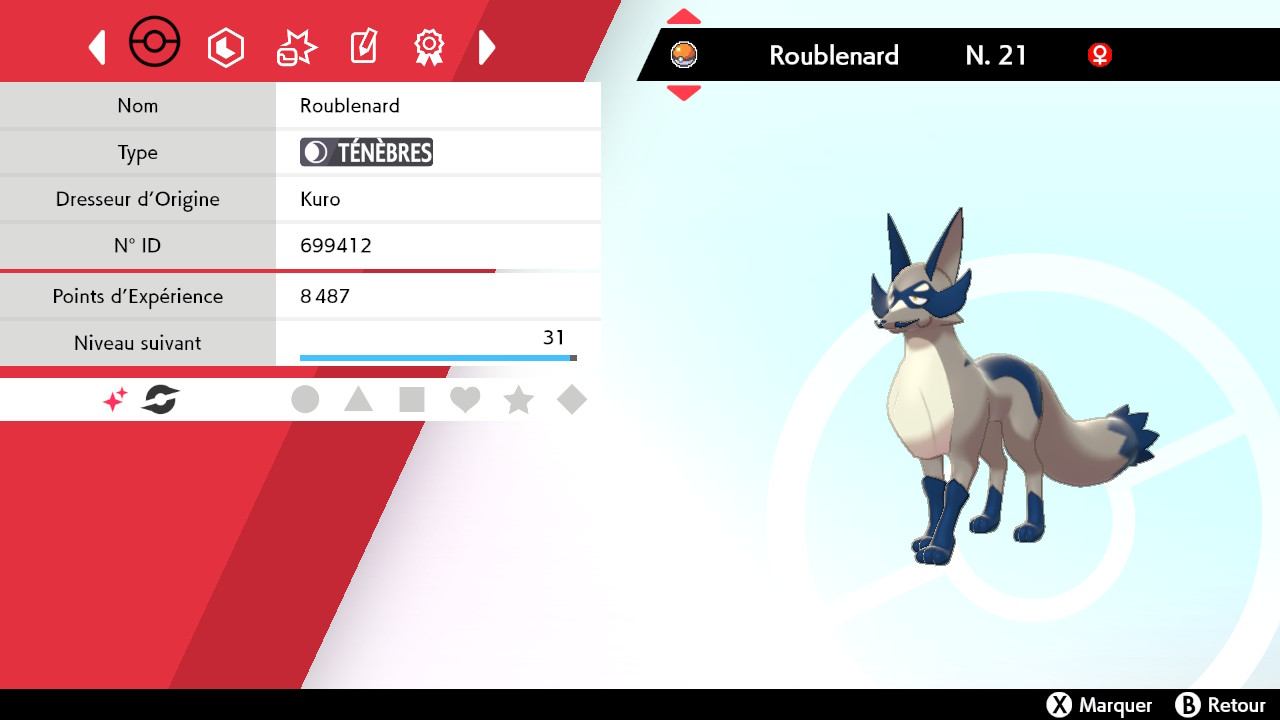 Roublenard N. 21 ♀
Nom Roublenard
Type TÉNÈBRES
Dresseur d'Origine Kuro
N° ID 699412
Points d'Expérience 8 487
Niveau suivant 31
X Marquer B Retour